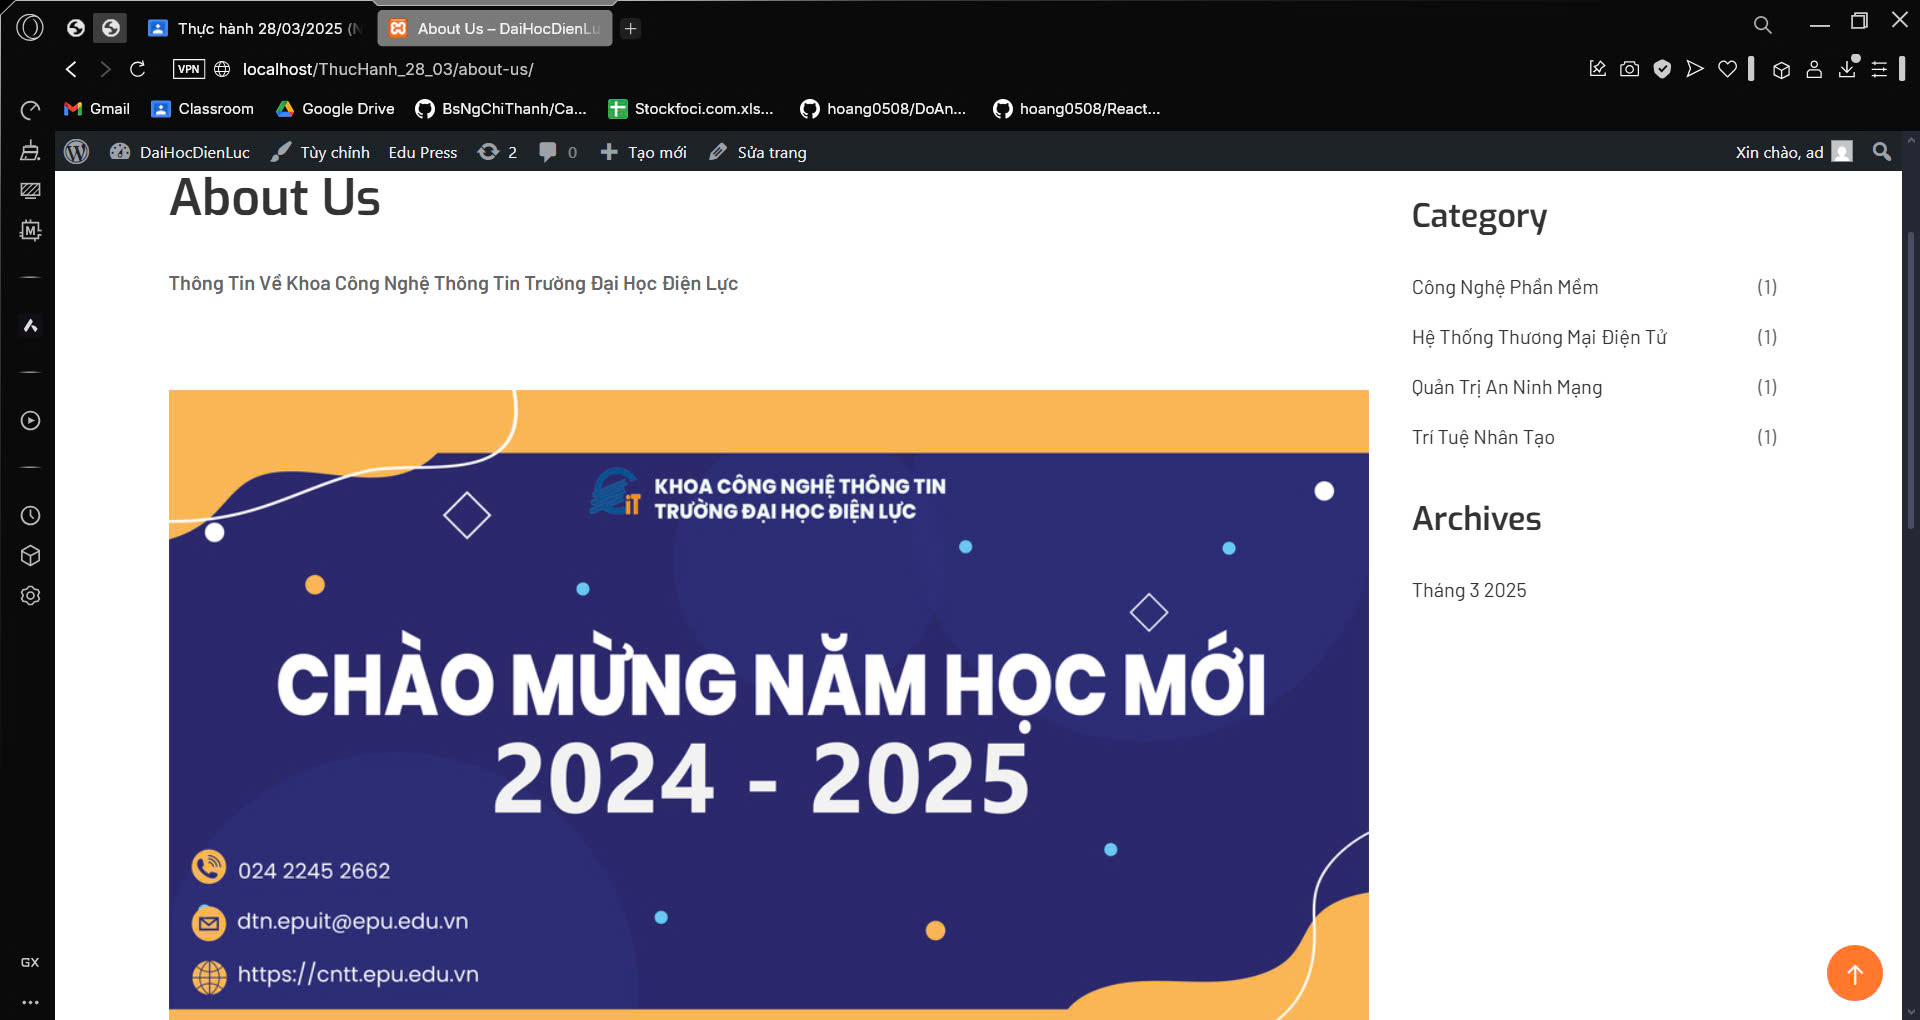 Thực hành 28/03/2025 (N
About Us – DaiHocDienLu
VPN
localhost/ThucHanh_28_03/about-us/
Gmail
Classroom
Google Drive
BsNgChiThanh/Ca...
Stockfoci.com.xls...
hoang0508/DoAn...
hoang0508/React...
DaiHocDienLuc
Tùy chỉnh
Edu Press
2
0
Tạo mới
Sửa trang
Xin chào, ad
M
GX
About Us
Thông Tin Về Khoa Công Nghệ Thông Tin Trường Đại Học Điện Lực
iT
KHOA CÔNG NGHỆ THÔNG TIN
TRƯỜNG ĐẠI HỌC ĐIỆN LỰC
CHÀO MỪNG NĂM HỌC MỚI
2024 - 2025
024 2245 2662
dtn.epuit@epu.edu.vn
https://cntt.epu.edu.vn
Category
Công Nghệ Phần Mềm (1)
Hệ Thống Thương Mại Điện Tử (1)
Quản Trị An Ninh Mạng (1)
Trí Tuệ Nhân Tạo (1)
Archives
Tháng 3 2025